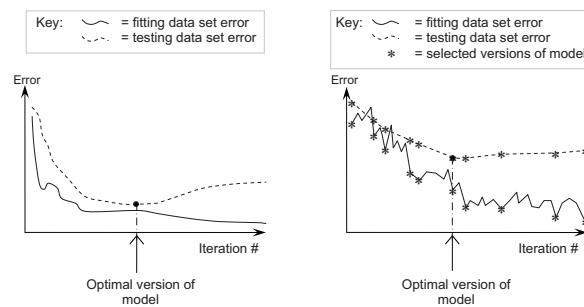 Key:
= fitting data set error
= testing data set error
Error
Iteration #
Optimal version of
model
Key:
= fitting data set error
= testing data set error
* = selected versions of model
Error
Iteration #
Optimal version of
model